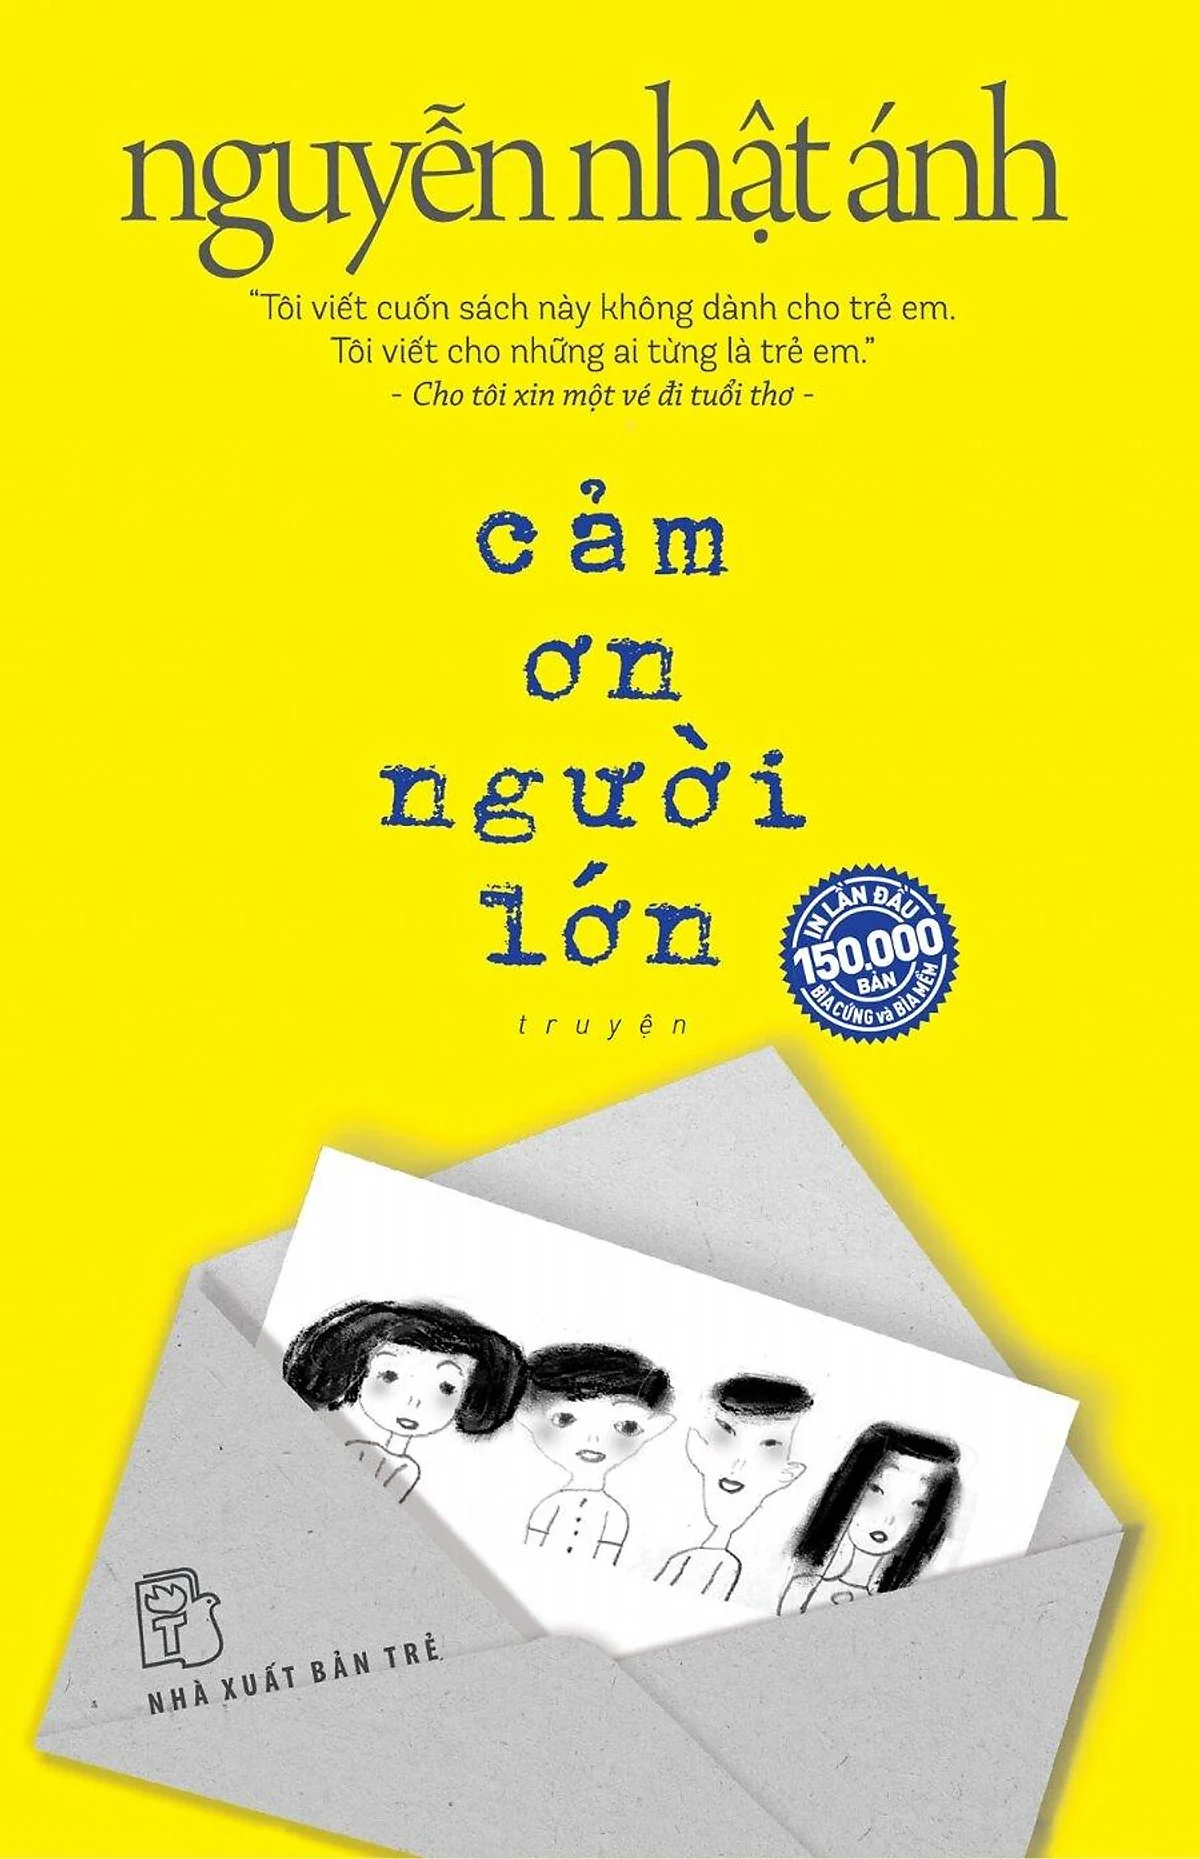 nguyễn nhật ánh
“Tôi viết cuốn sách này không dành cho trẻ em.
Tôi viết cho những ai từng là trẻ em.”
- Cho tôi xin một vé đi tuổi thơ -
cảm
ơn
người
lớn
IN LẦN ĐẦU
150.000
BẢN
BÌA CỨNG và BÌA MỀM
truyện
T
NHÀ XUẤT BẢN TRẺ